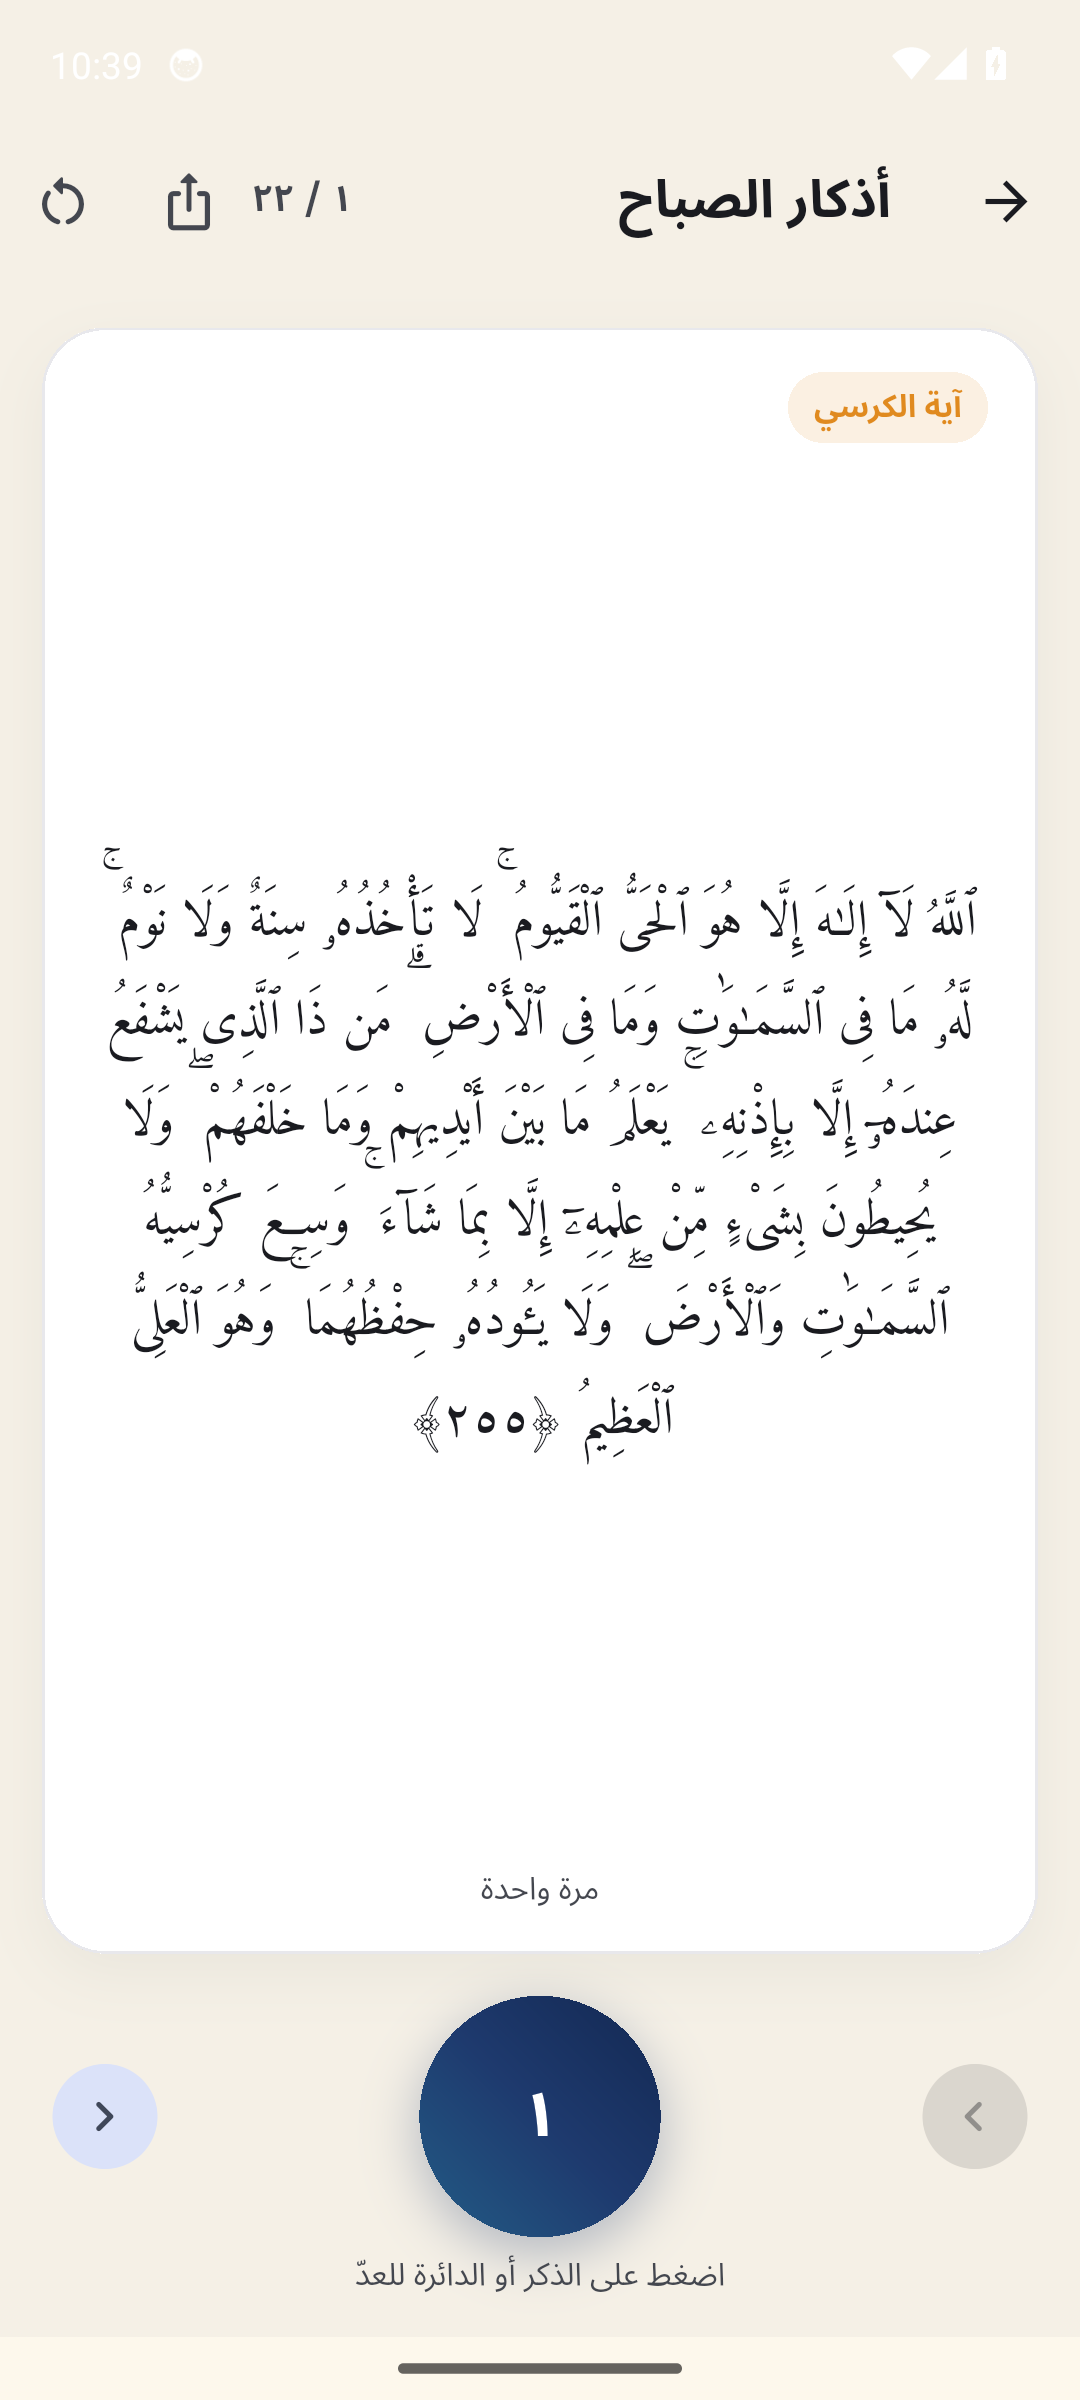 10:39
أذكار الصباح
١ / ٢٢
آية الكرسي
ٱللَّهُ لَآ إِلَـٰهَ إِلَّا هُوَ ٱلْحَىُّ ٱلْقَيُّومُ ۚ لَا تَأْخُذُهُۥ سِنَةٌ وَلَا نَوْمٌ ۚ
لَّهُۥ مَا فِى ٱلسَّمَـٰوَٰتِ وَمَا فِى ٱلْأَرْضِ ۗ مَن ذَا ٱلَّذِى يَشْفَعُ
عِندَهُۥٓ إِلَّا بِإِذْنِهِۦ ۚ يَعْلَمُ مَا بَيْنَ أَيْدِيهِمْ وَمَا خَلْفَهُمْ ۖ وَلَا
يُحِيطُونَ بِشَىْءٍ مِّنْ عِلْمِهِۦٓ إِلَّا بِمَا شَآءَ ۚ وَسِعَ كُرْسِيُّهُ
ٱلسَّمَـٰوَٰتِ وَٱلْأَرْضَ ۖ وَلَا يَـُٔودُهُۥ حِفْظُهُمَا ۚ وَهُوَ ٱلْعَلِىُّ
ٱلْعَظِيمُ ﴿٢٥٥﴾
مرة واحدة
١
اضغط على الذكر أو الدائرة للعدّ